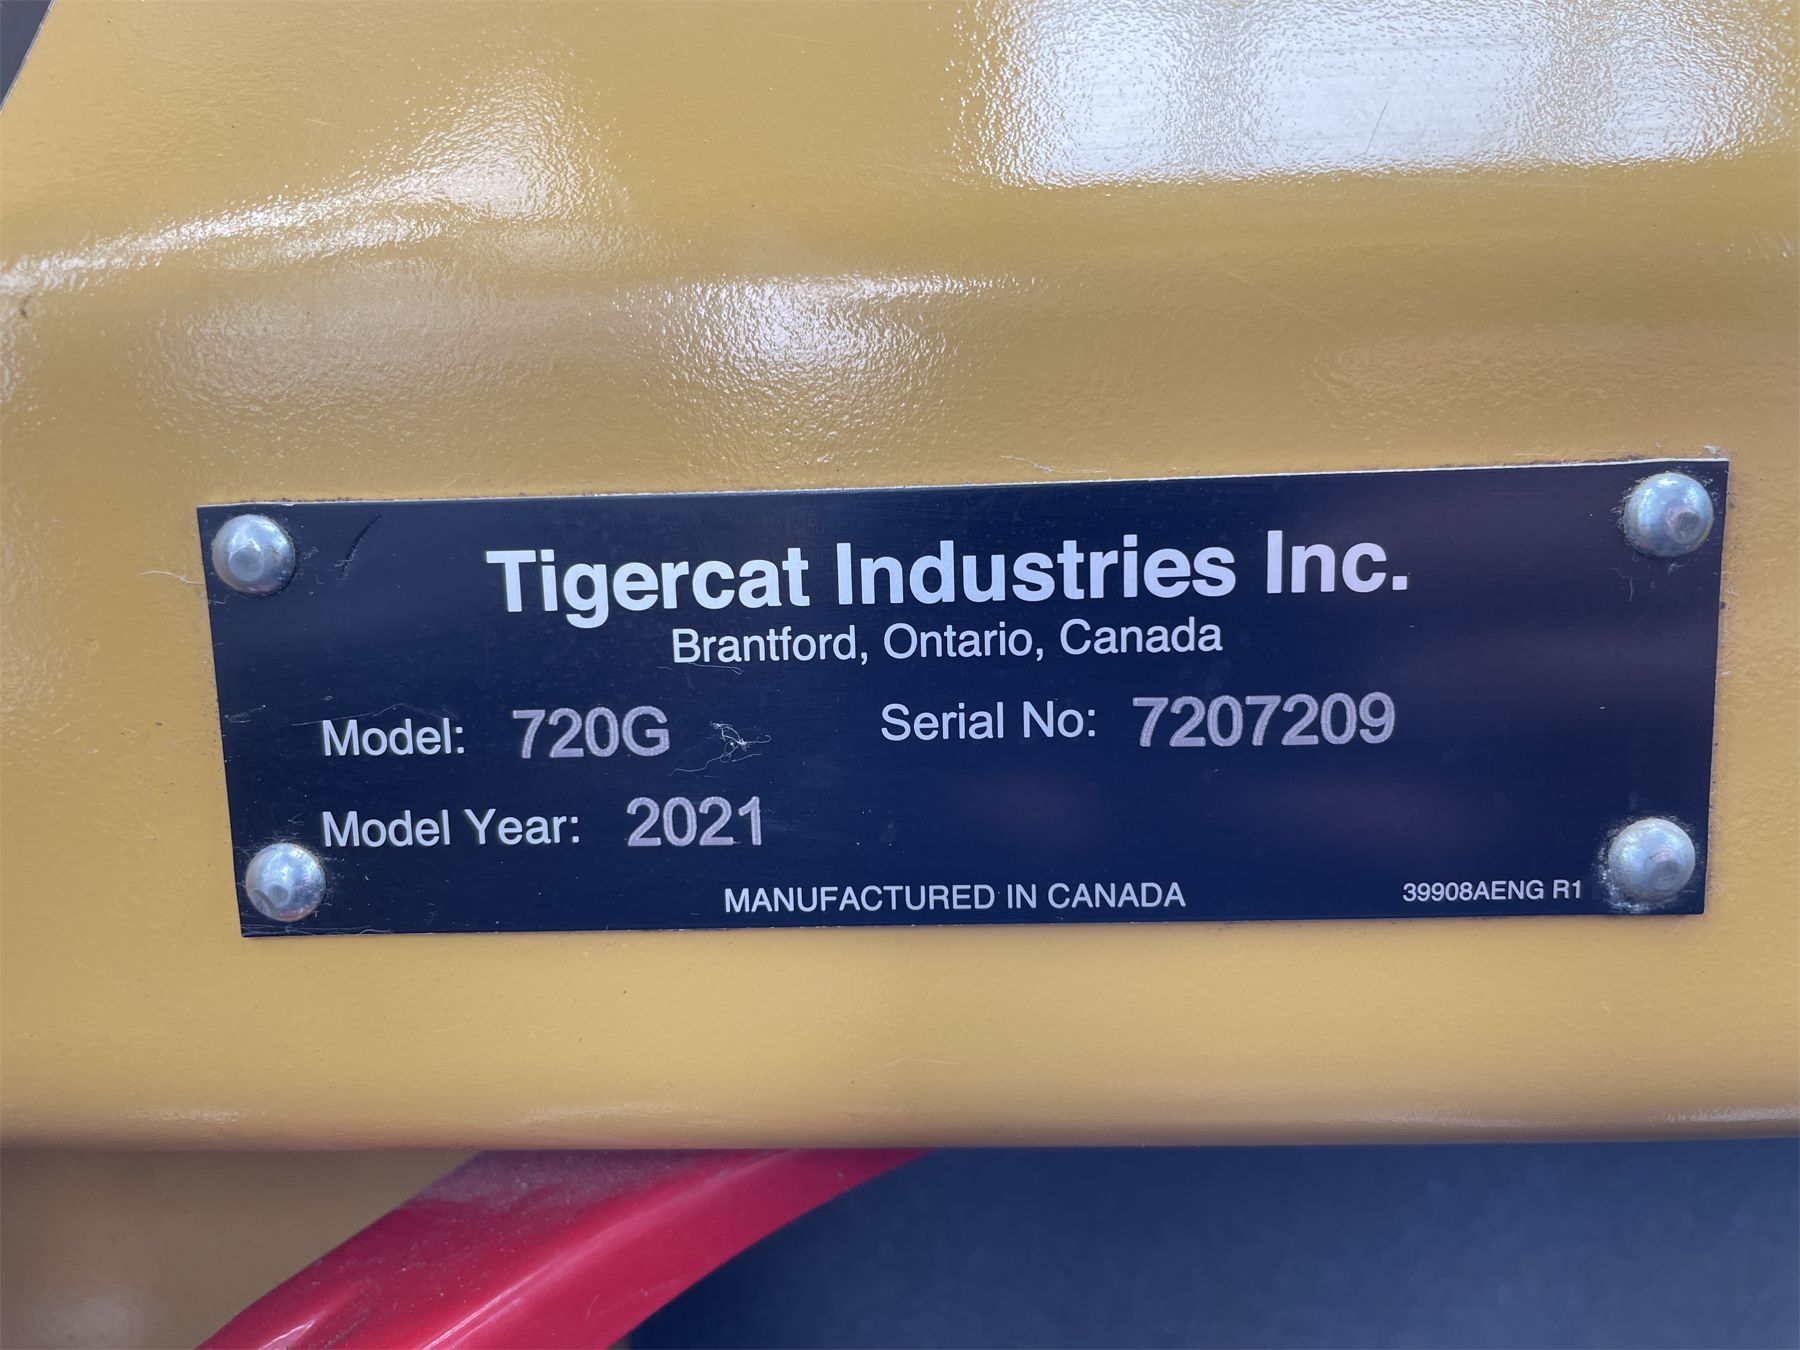 Tigercat Industries Inc.
Brantford, Ontario, Canada
Model: 720G Serial No: 7207209
Model Year: 2021
MANUFACTURED IN CANADA 39908AENG R1